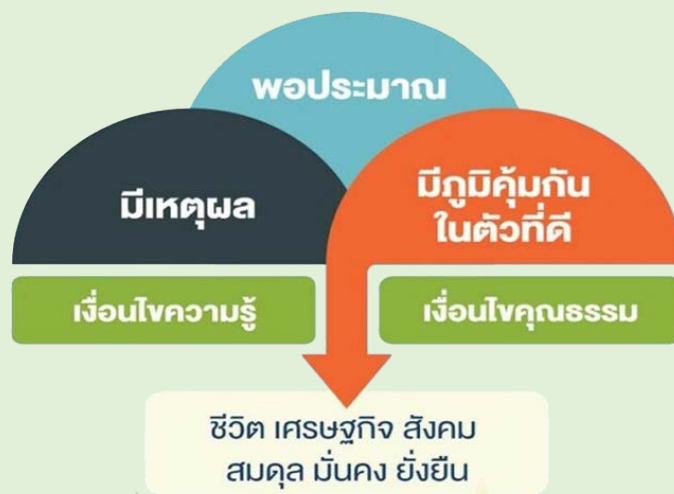 พอประมาณ
มีเหตุผล
มีภูมิคุ้มกัน
ในตัวที่ดี
เงื่อนไขความรู้
เงื่อนไขคุณธรรม
ชีวิต เศรษฐกิจ สังคม
สมดุล มั่นคง ยั่งยืน